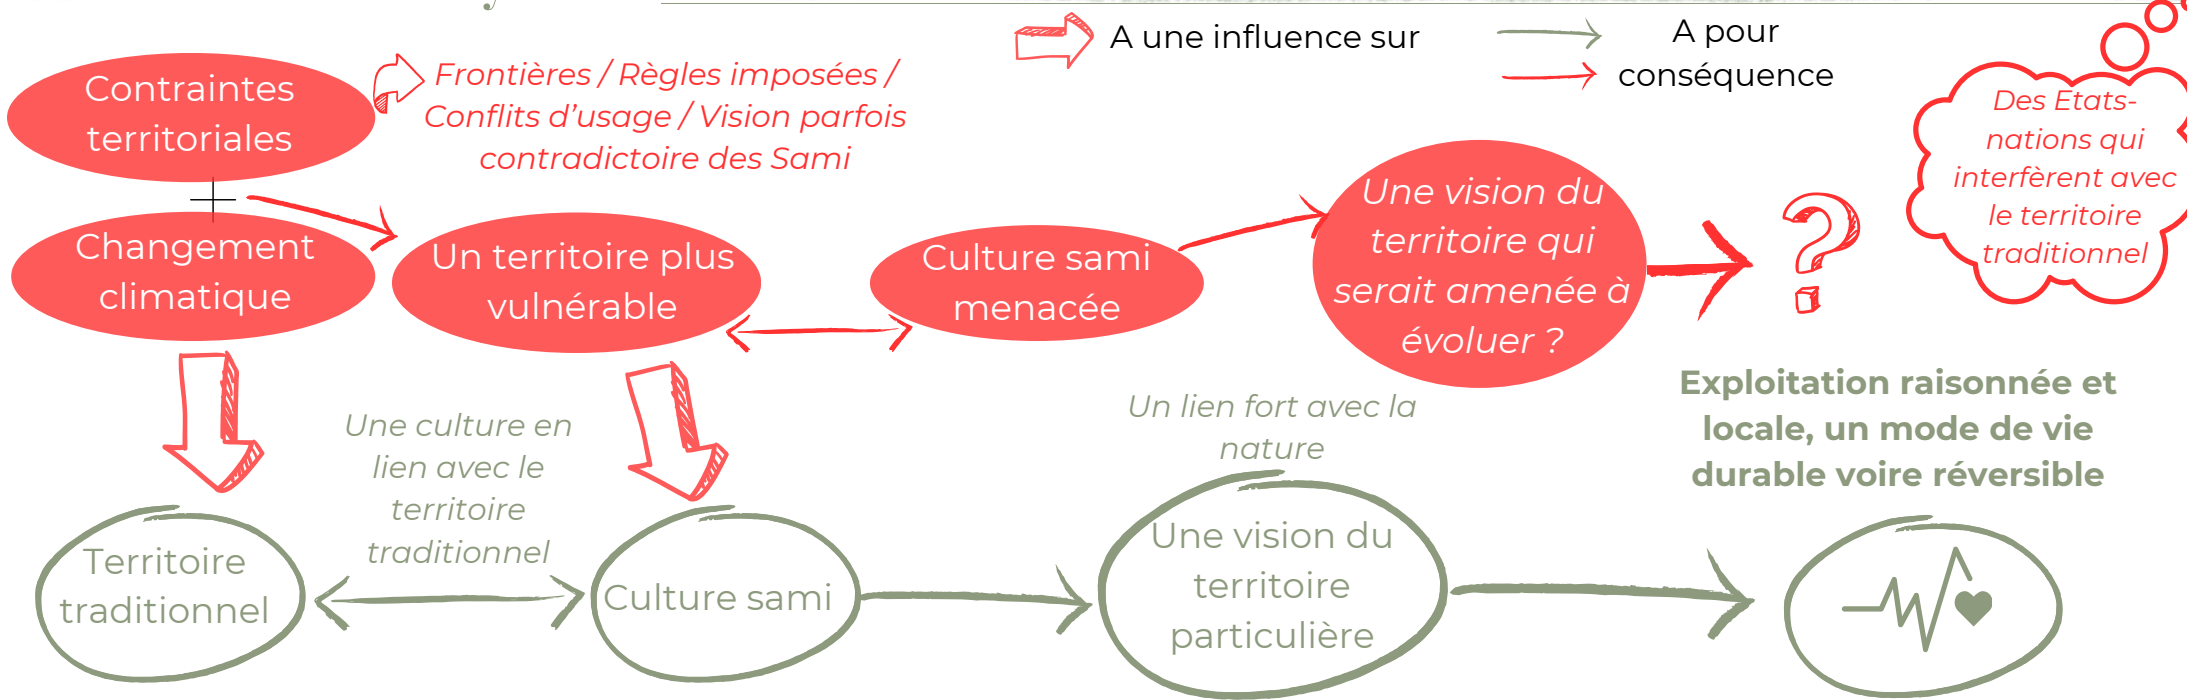 A une influence sur
A pour
conséquence
Contraintes
territoriales
Frontières / Règles imposées /
Conflits d'usage / Vision parfois
contradictoire des Sami
Des Etats-
nations qui
interfèrent avec
le territoire
traditionnel
Changement
climatique
Un territoire plus
vulnérable
Culture sami
menacée
Une vision du
territoire qui
serait amenée à
évoluer ?
?
Une culture en
lien avec le
territoire
traditionnel
Un lien fort avec la
nature
Exploitation raisonnée et
locale, un mode de vie
durable voire réversible
Territoire
traditionnel
Culture sami
Une vision du
territoire
particulière